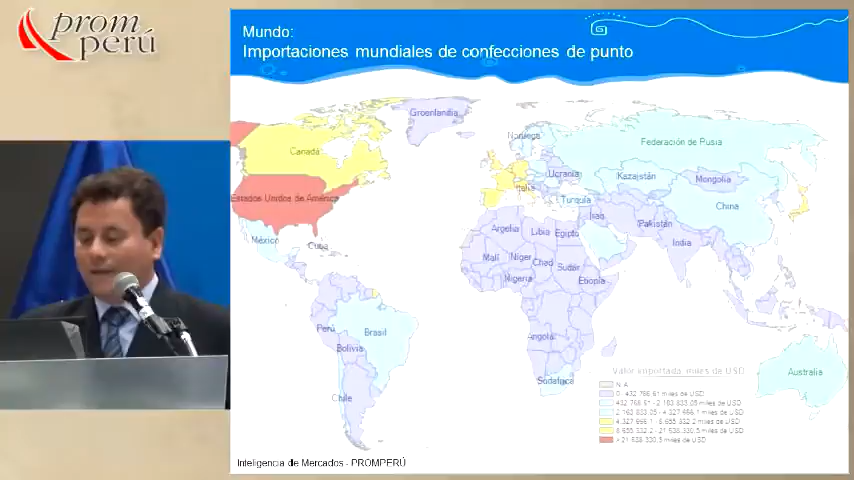 prom
perú
Mundo:
Importaciones mundiales de confecciones de punto
Groenlandia
Noruega
Federación de Rusia
Canadá
Ucrania
Kazajstán
Mongolia
Italia
Estados Unidos de América
Turquía
China
Irán
Pakistán
México
Cuba
Argelia
Libia
Egipto
India
Malí
Níger
Chad
Sudán
Nigeria
Etiopía
Perú
Brasil
Bolivia
Angola
Chile
Sudáfrica
Australia
Valor importado, miles de USD
N.A
Inteligencia de Mercados - PROMPERÚ